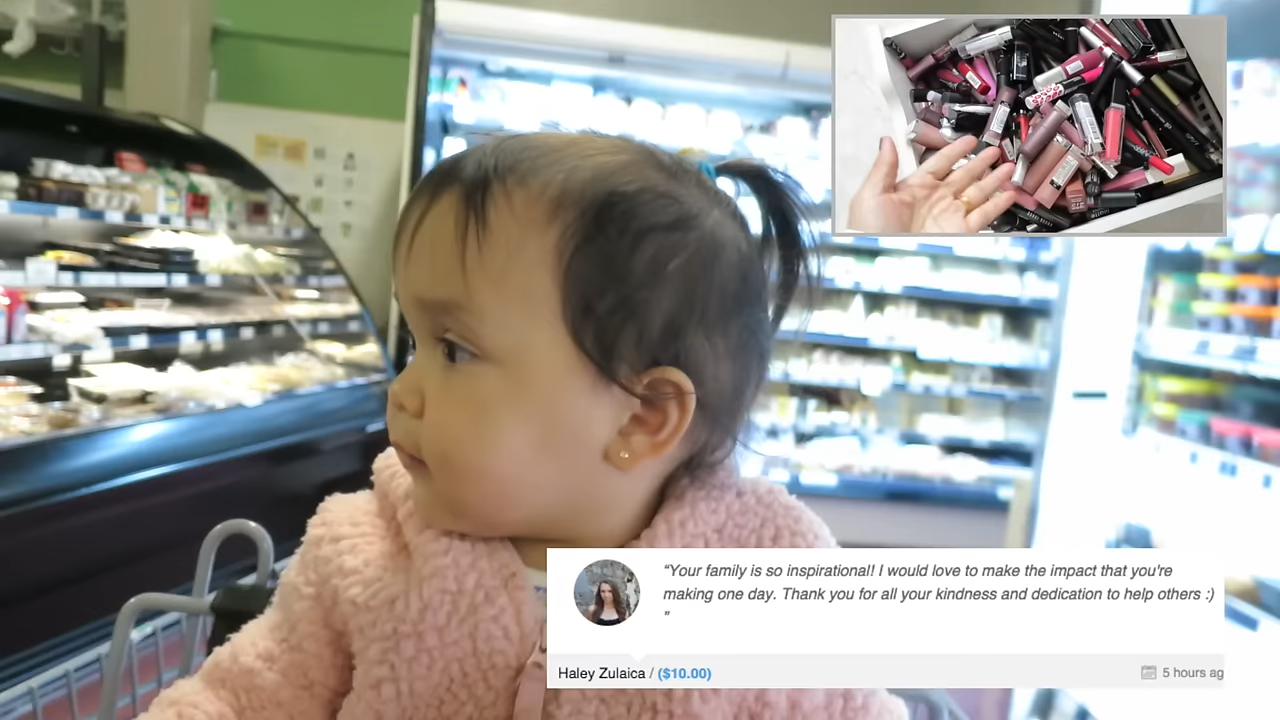 “Your family is so inspirational! I would love to make the impact that you're
making one day. Thank you for all your kindness and dedication to help others :)
”
Haley Zulaica / ($10.00)
5 hours ag